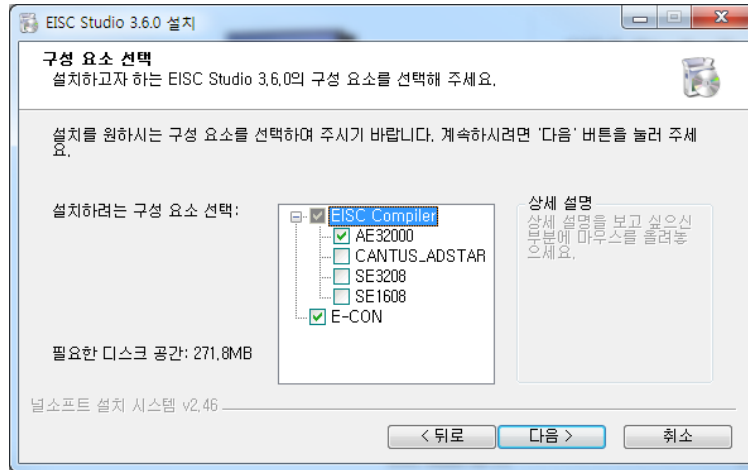 EISC Studio 3.6.0 설치
구성 요소 선택
설치하고자 하는 EISC Studio 3.6.0의 구성 요소를 선택해 주세요.
설치를 원하시는 구성 요소를 선택하여 주시기 바랍니다. 계속하시려면 '다음' 버튼을 눌러 주세
요.
설치하려는 구성 요소 선택:
EISC Compiler
AE32000
CANTUS_ADSTAR
SE3208
SE1608
E-CON
상세 설명
상세 설명을 보고 싶으신
부분에 마우스를 올려놓
으세요.
필요한 디스크 공간: 271.8MB
널소프트 설치 시스템 v2.46
< 뒤로
다음 >
취소